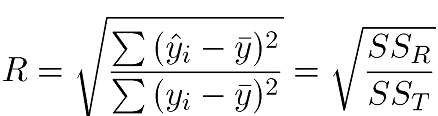 R = \sqrt{\frac{\sum (\hat{y}_i - \bar{y})^2}{\sum (y_i - \bar{y})^2}} = \sqrt{\frac{SS_R}{SS_T}}